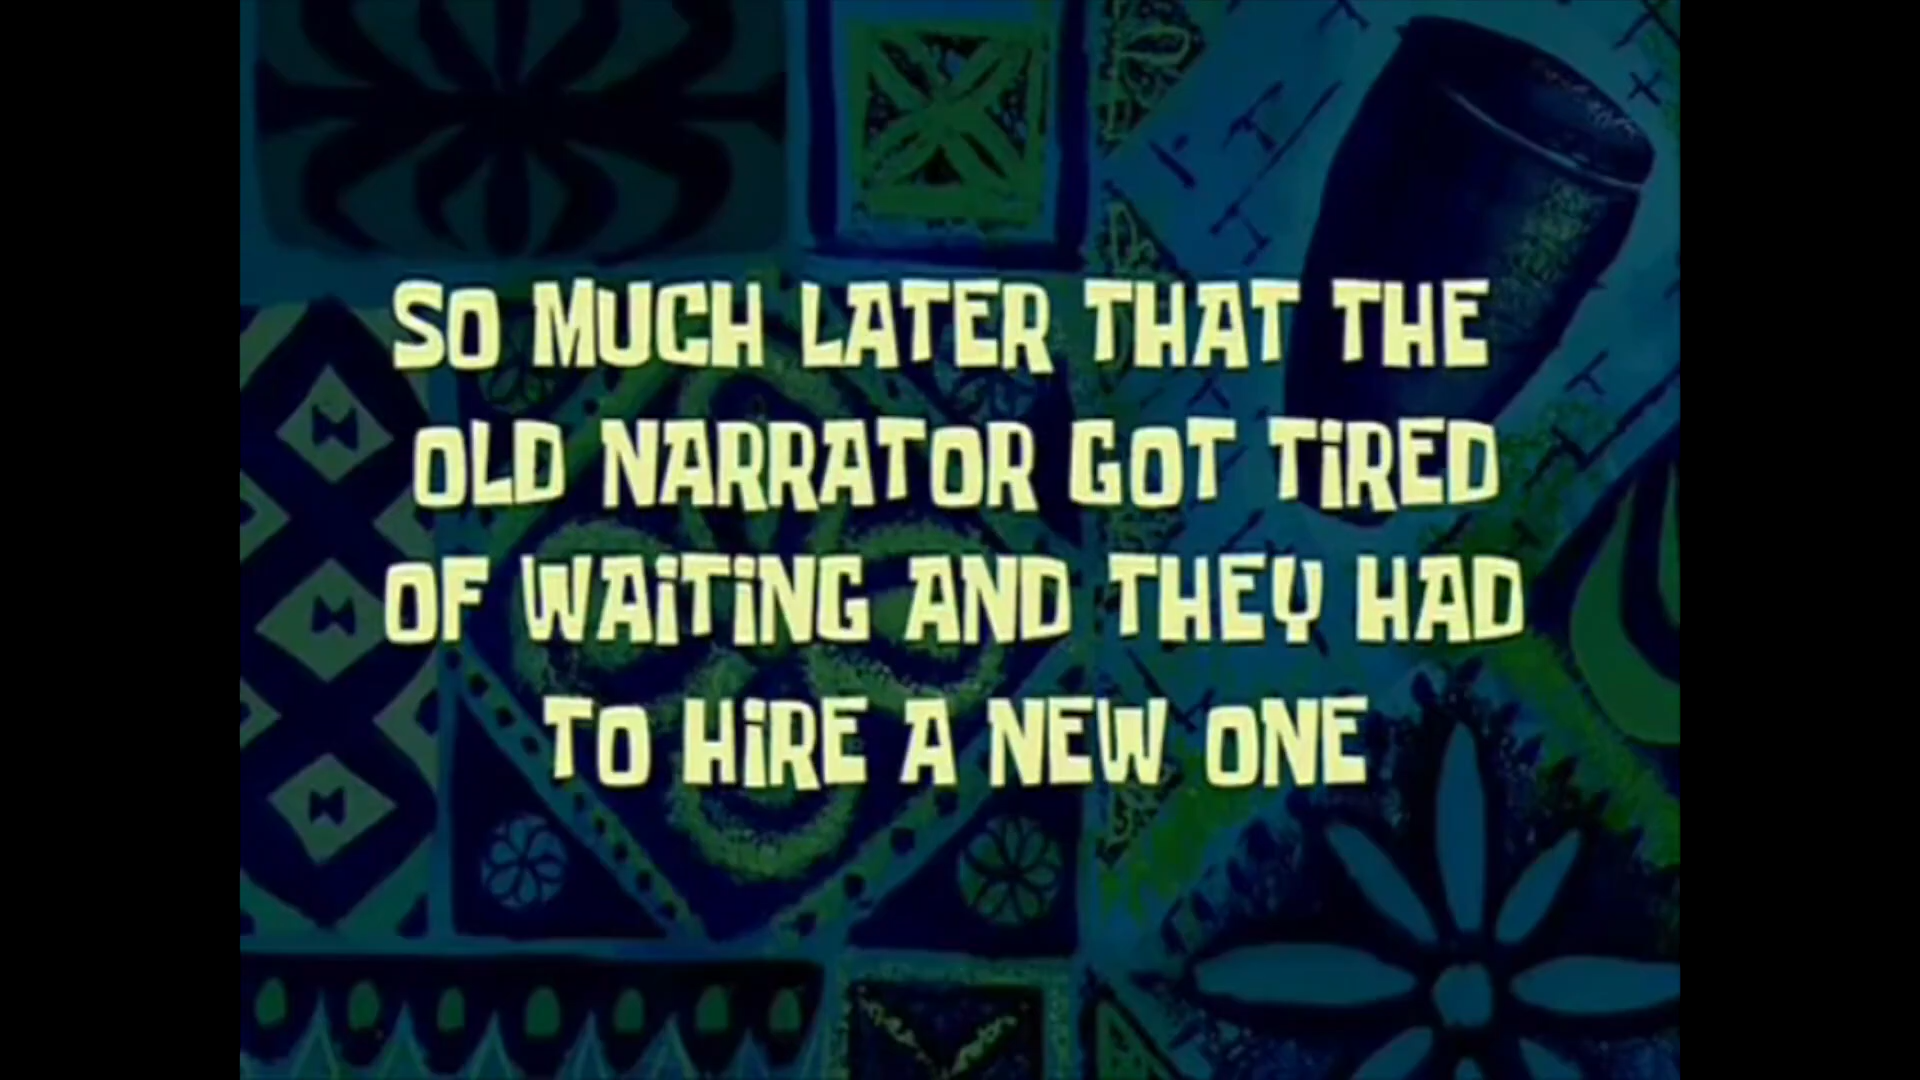 SO MUCH LATER THAT THE
OLD NARRATOR GOT TiRED
OF WAiTiNG AND THEY HAD
TO HiRE A NEW ONE